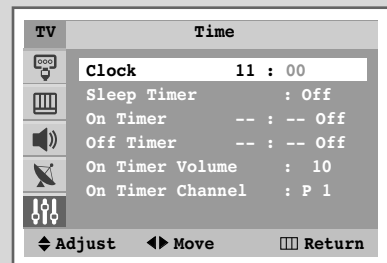 TV Time
Clock 11 : 00
Sleep Timer : Off
On Timer -- : -- Off
Off Timer -- : -- Off
On Timer Volume : 10
On Timer Channel : P 1
Adjust Move Return